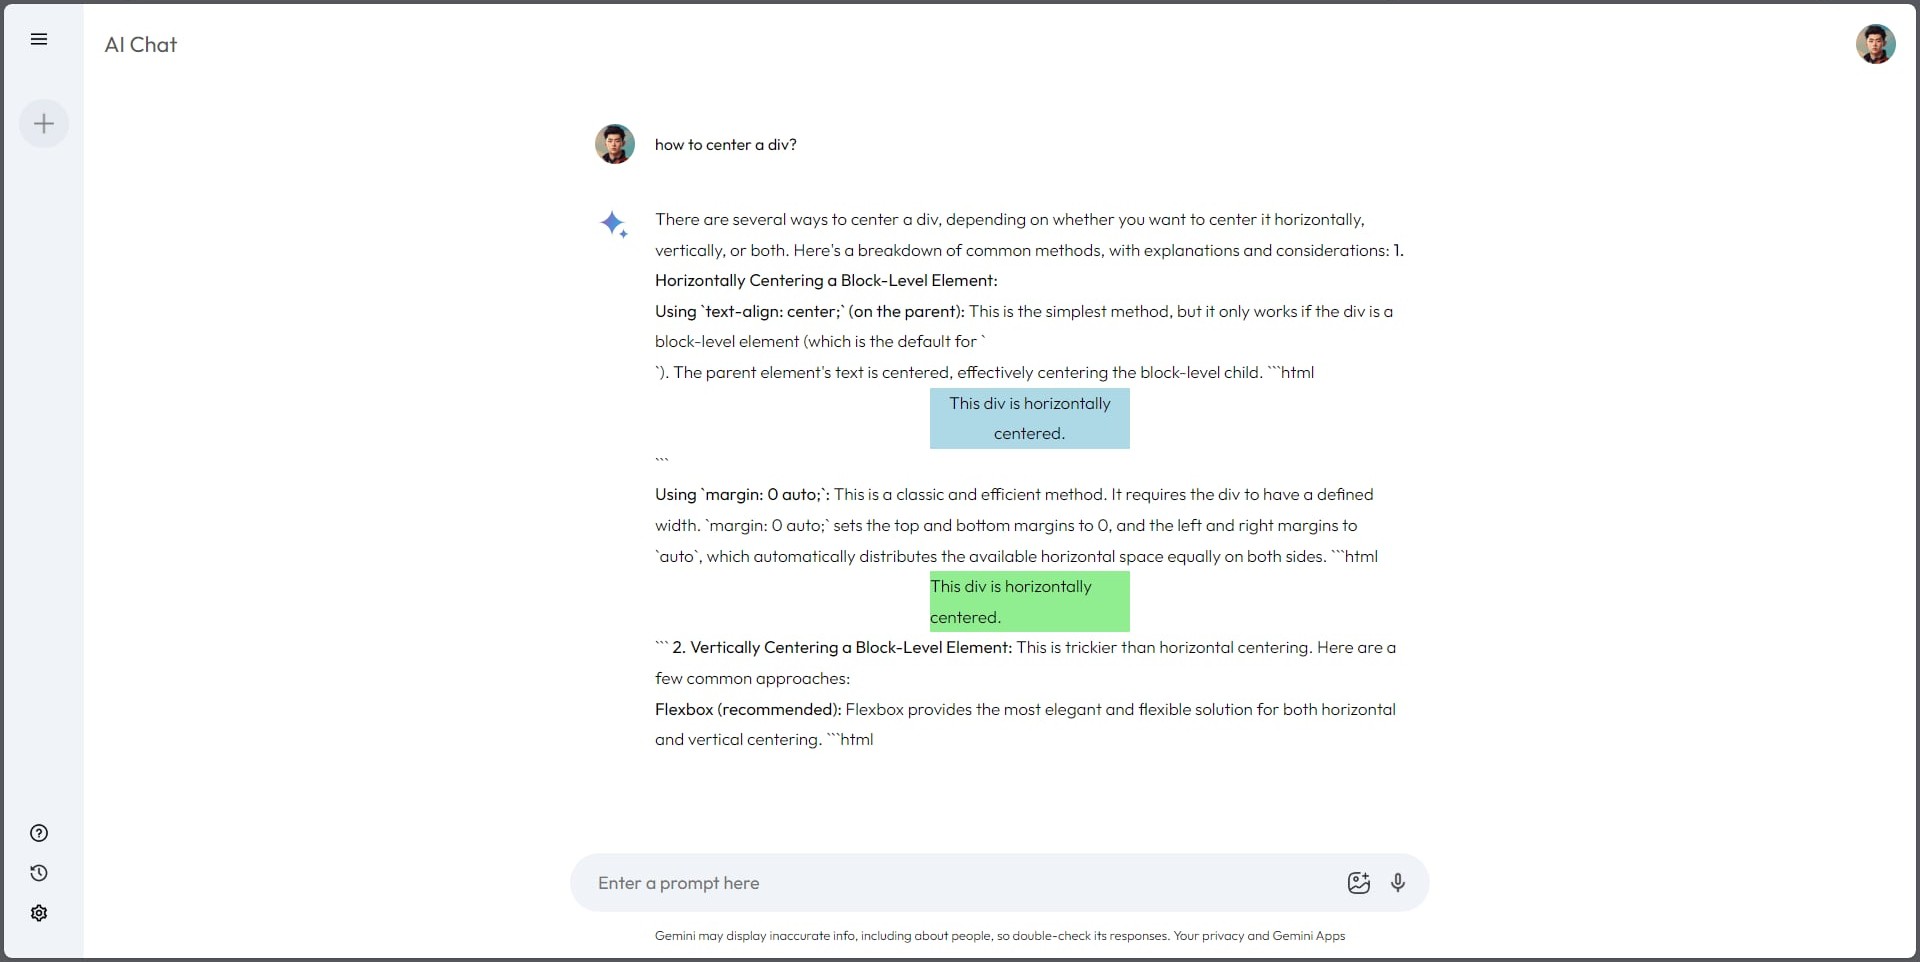 AI Chat
how to center a div?
There are several ways to center a div, depending on whether you want to center it horizontally,
vertically, or both. Here's a breakdown of common methods, with explanations and considerations: 1.
Horizontally Centering a Block-Level Element:
Using `text-align: center;` (on the parent): This is the simplest method, but it only works if the div is a
block-level element (which is the default for `
`). The parent element's text is centered, effectively centering the block-level child. ```html
This div is horizontally
centered.
```
Using `margin: 0 auto;`: This is a classic and efficient method. It requires the div to have a defined
width. `margin: 0 auto;` sets the top and bottom margins to 0, and the left and right margins to
`auto`, which automatically distributes the available horizontal space equally on both sides. ```html
This div is horizontally
centered.
``` 2. Vertically Centering a Block-Level Element: This is trickier than horizontal centering. Here are a
few common approaches:
Flexbox (recommended): Flexbox provides the most elegant and flexible solution for both horizontal
and vertical centering. ```html
Enter a prompt here
Gemini may display inaccurate info, including about people, so double-check its responses. Your privacy and Gemini Apps